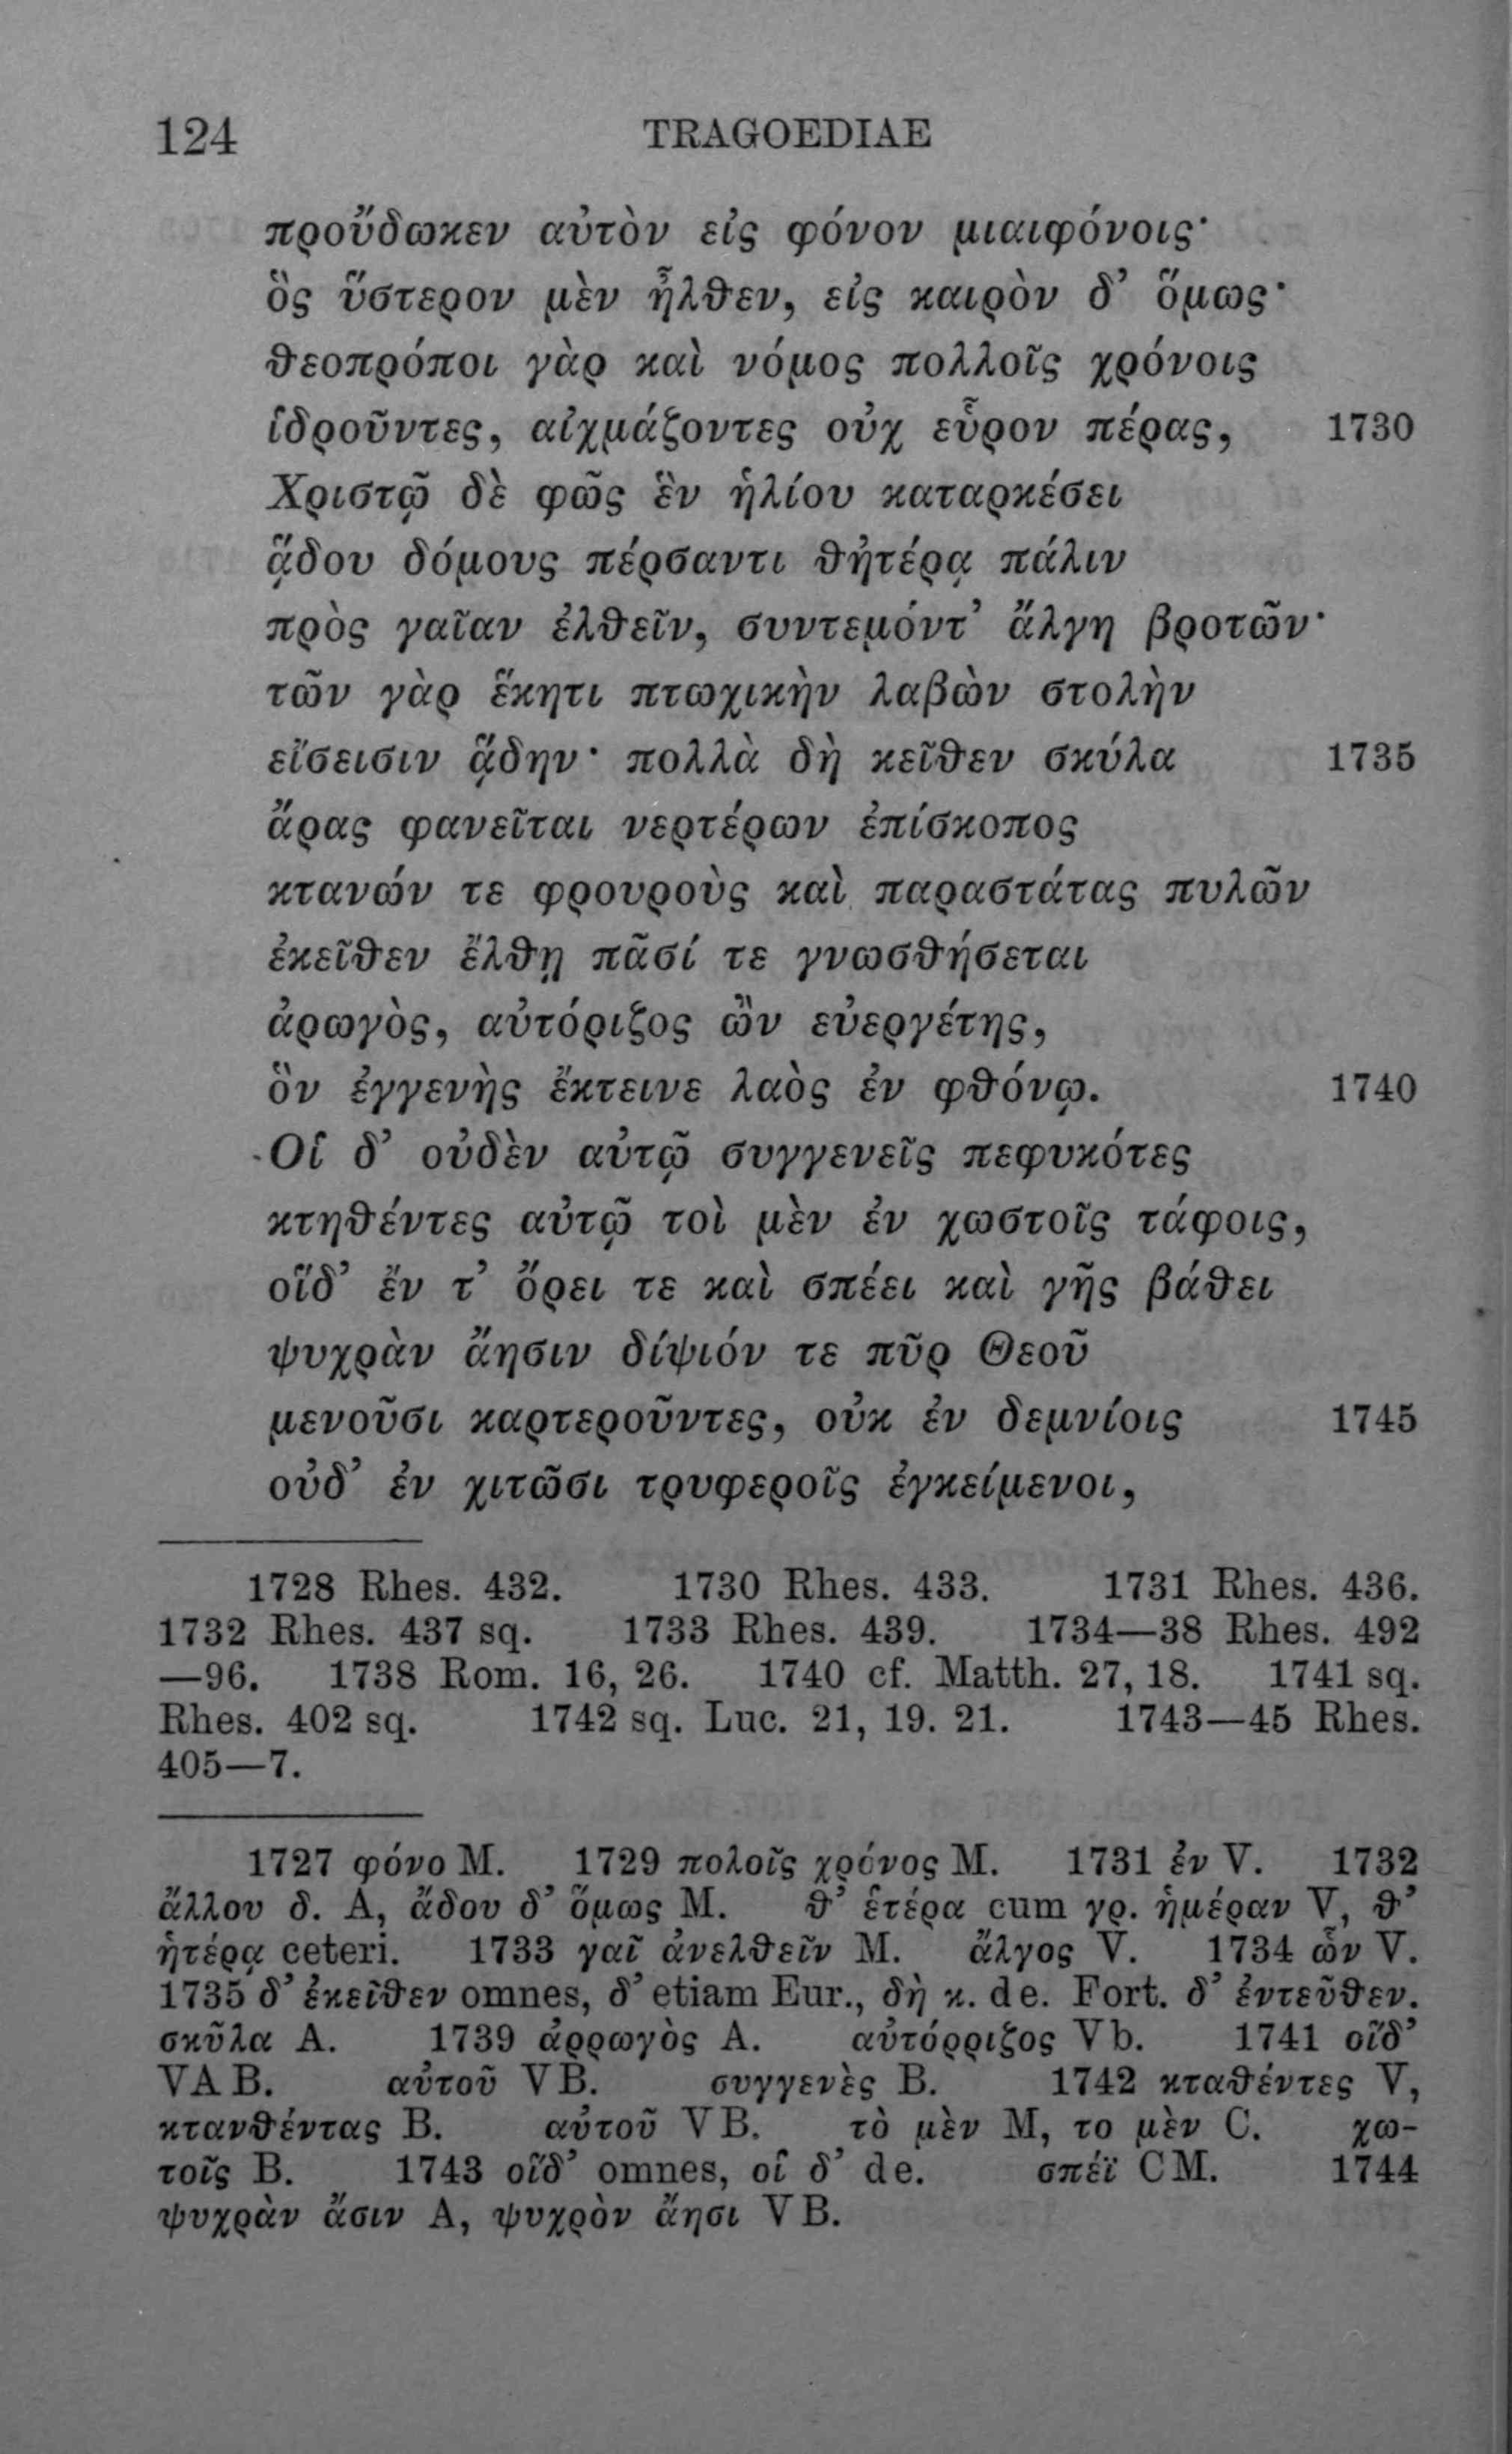 124 TRAGOEDIAE
προὔδωκεν αὐτὸν εἰς φόνον μιαιφόνοις·
ὃς ὕστερον μὲν ἦλθεν, εἰς καιρὸν δ’ ὅμως·
θεοπρόποι γὰρ καὶ νόμος πολλοῖς χρόνοις
ἱδροῦντες, αἰχμάζοντες οὐχ εὗρον πέρας, 1730
Χριστῷ δὲ φῶς ἓν ἡλίου καταρκέσει
ᾅδου δόμους πέρσαντι θἠτέρᾳ πάλιν
πρὸς γαῖαν ἐλθεῖν, συντεμόντ’ ἄλγη βροτῶν·
τῶν γὰρ ἕκητι πτωχικὴν λαβὼν στολὴν
εἴσεισιν ᾅδην· πολλὰ δὴ κεῖθεν σκύλα 1735
ἄρας φανεῖται νερτέρων ἐπίσκοπος
κτανών τε φρουροὺς καὶ παραστάτας πυλῶν
ἐκεῖθεν ἔλθῃ πᾶσί τε γνωσθήσεται
ἀρωγὸς, αὐτόριζος ὢν εὐεργέτης,
ὃν ἐγγενὴς ἔκτεινε λαὸς ἐν φθόνῳ. 1740
Οἱ δ’ οὐδὲν αὐτῷ συγγενεῖς πεφυκότες
κτηθέντες αὐτῷ τοὶ μὲν ἐν χωστοῖς τάφοις,
οἵδ’ ἔν τ’ ὄρει τε καὶ σπέει καὶ γῆς βάθει
ψυχρὰν ἄησιν δίψιόν τε πῦρ Θεοῦ
μενοῦσι καρτεροῦντες, οὐκ ἐν δεμνίοις 1745
οὐδ’ ἐν χιτῶσι τρυφεροῖς ἐγκείμενοι,
1728 Rhes. 432. 1730 Rhes. 433. 1731 Rhes. 436.
1732 Rhes. 437 sq. 1733 Rhes. 439. 1734—38 Rhes. 492
—96. 1738 Rom. 16, 26. 1740 cf. Matth. 27, 18. 1741 sq.
Rhes. 402 sq. 1742 sq. Luc. 21, 19. 21. 1743—45 Rhes.
405—7.
1727 φόνο M. 1729 πολοῖς χρόνος M. 1731 ἐν V. 1732
ἄλλου δ. A, ἄδου δ’ ὅμως M. θ’ ἑτέρα cum γρ. ἡμέραν V, θ’
ἡτέρᾳ ceteri. 1733 γαῖ ἀνελθεῖν M. ἄλγος V. 1734 ὧν V.
1735 δ’ ἐκεῖθεν omnes, δ’ etiam Eur., δὴ κ. de. Fort. δ’ ἐντεῦθεν.
σκῦλα A. 1739 ἀρρωγὸς A. αὐτόρριζος Vb. 1741 οἵδ’
VAB. αὐτοῦ VB. συγγενὲς B. 1742 κταθέντες V,
κτανθέντας B. αὐτοῦ VB. τὸ μὲν M, το μὲν C. χω-
τοῖς B. 1743 οἵδ’ omnes, οἱ δ’ de. σπέϊ CM. 1744
ψυχρὰν ἄσιν A, ψυχρὸν ἄησι VB.